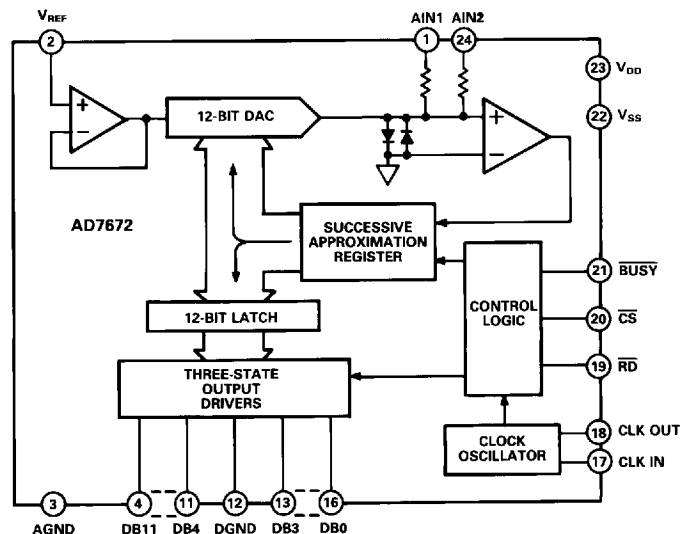 VREF
2
AIN1 AIN2
1 24
23 VDD
22 VSS
+
−
12-BIT DAC
+
−
AD7672
SUCCESSIVE
APPROXIMATION
REGISTER
CONTROL
LOGIC
21 BUSY
20 CS
19 RD
12-BIT LATCH
THREE-STATE
OUTPUT
DRIVERS
CLOCK
OSCILLATOR
18 CLK OUT
17 CLK IN
3 4 11 12 13 16
AGND DB11 DB4 DGND DB3 DB0